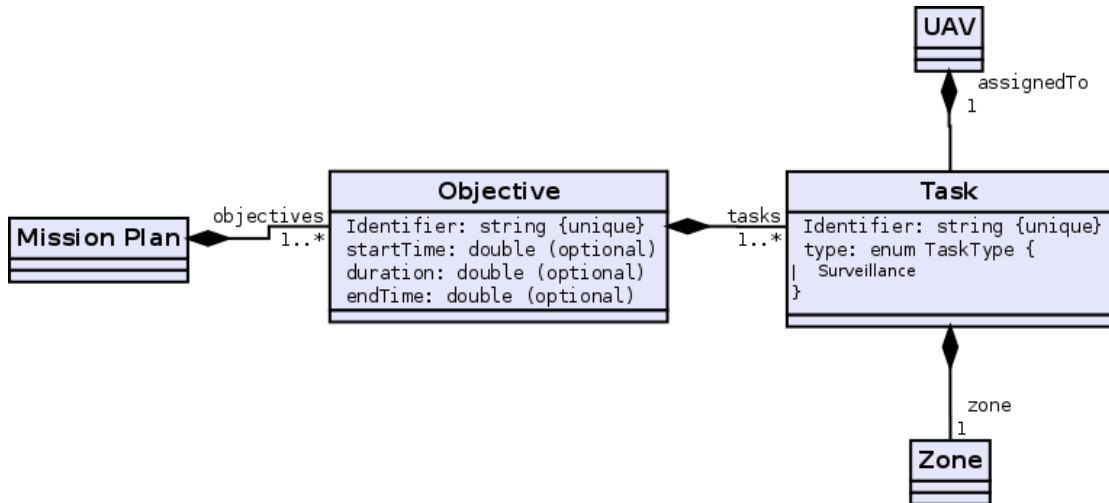 UAV
assignedTo
1
Mission Plan
objectives
1..*
Objective
Identifier: string {unique}
startTime: double (optional)
duration: double (optional)
endTime: double (optional)
tasks
1..*
Task
Identifier: string {unique}
type: enum TaskType {
| Surveillance
}
zone
1
Zone